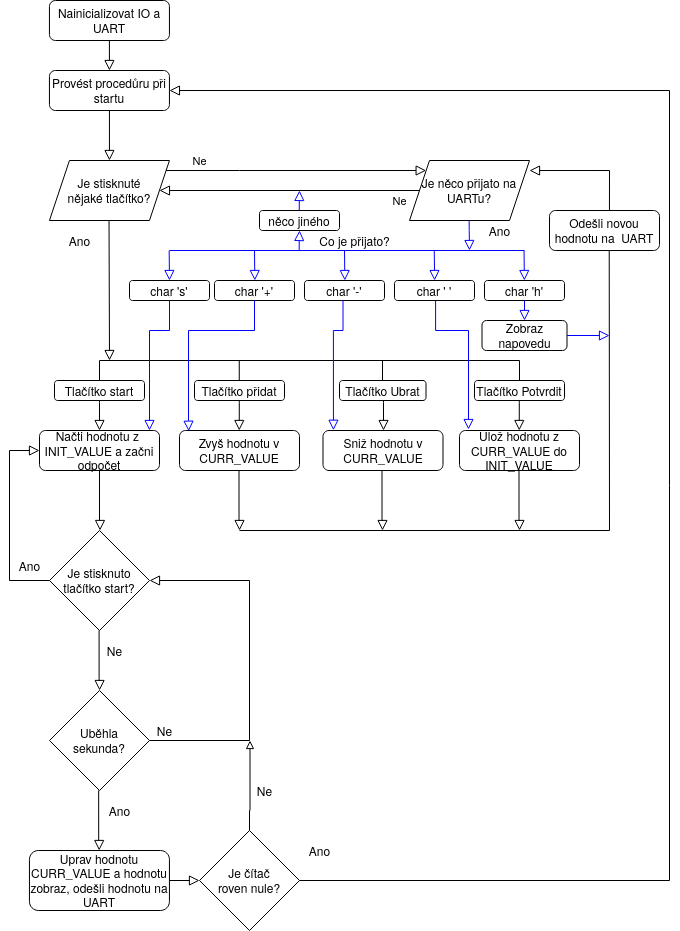 Nainicializovat IO a
UART
Provést procedůru při
startu
Ne
Je stisknuté
nějaké tlačítko?
Je něco přijato na
UARTu?
Ne
Ano
Ano
něco jiného
Co je přijato?
Odešli novou
hodnotu na UART
char 's'
char '+'
char '-'
char ' '
char 'h'
Zobraz
napovedu
Tlačítko start
Tlačítko přidat
Tlačítko Ubrat
Tlačítko Potvrdit
Načti hodnotu z
INIT_VALUE a začni
odpočet
Zvyš hodnotu v
CURR_VALUE
Sniž hodnotu v
CURR_VALUE
Ulož hodnotu z
CURR_VALUE do
INIT_VALUE
Ano
Je stisknuto
tlačítko start?
Ne
Uběhla
sekunda?
Ne
Ano
Ne
Uprav hodnotu
CURR_VALUE a hodnotu
zobraz, odešli hodnotu na
UART
Je čítač
roven nule?
Ano